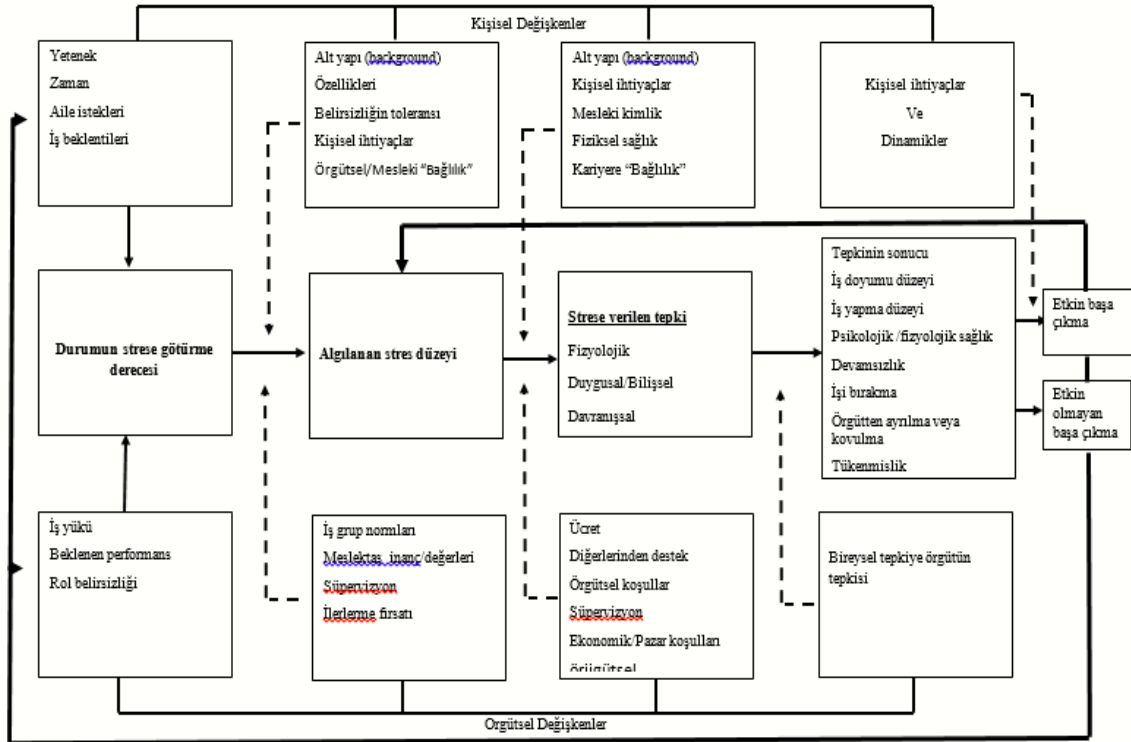 Kişisel Değişkenler
Yetenek
Zaman
Aile istekleri
İş beklentileri
Alt yapı (background)
Özellikleri
Belirsizliğin toleransı
Kişisel ihtiyaçlar
Örgütsel/Mesleki "Bağlılık"
Alt yapı (background)
Kişisel ihtiyaçlar
Mesleki kimlik
Fiziksel sağlık
Kariyere "Bağlılık"
Kişisel ihtiyaçlar
Ve
Dinamikler
Durumun strese götürme
derecesi
Algılanan stres düzeyi
Strese verilen tepki
Fizyolojik
Duygusal/Bilişsel
Davranışsal
Tepkinin sonucu
İş doyumu düzeyi
İş yapma düzeyi
Psikolojik /fizyolojik sağlık
Devamsızlık
İşi bırakma
Örgütten ayrılma veya
kovulma
Tükenmislik
Etkin başa
çıkma
Etkin
olmayan
başa çıkma
İş yükü
Beklenen performans
Rol belirsizliği
İş grup normları
Meslektaş inanç/değerleri
Süpervizyon
İlerlerme fırsatı
Ücret
Diğerlerinden destek
Örgütsel koşullar
Süpervizyon
Ekonomik/Pazar koşulları
Bireysel tepkiye örgütün
tepkisi
Orgütsel Değişkenler